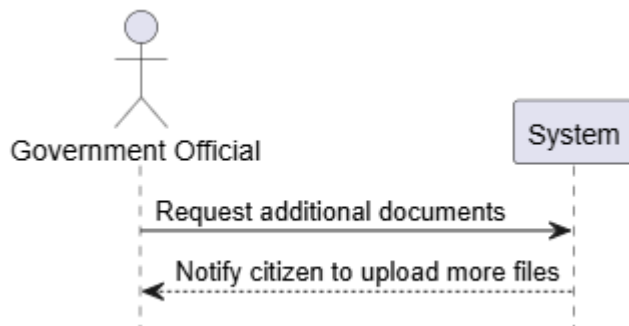 Government Official
System
Request additional documents
Notify citizen to upload more files